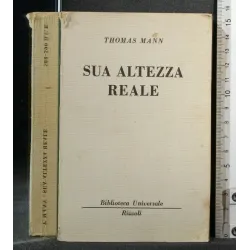 THOMAS MANN
SUA ALTEZZA
REALE
Biblioteca Universale
Rizzoli